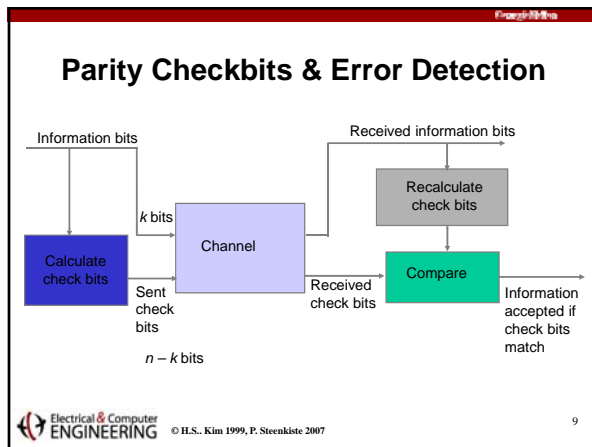 Carnegie Mellon
Parity Checkbits & Error Detection
Information bits
Received information bits
Recalculate
check bits
k bits
Channel
Calculate
check bits
Compare
Sent
check
bits
Received
check bits
Information
accepted if
check bits
match
n – k bits
Electrical & Computer
ENGINEERING
© H.S.. Kim 1999, P. Steenkiste 2007
9